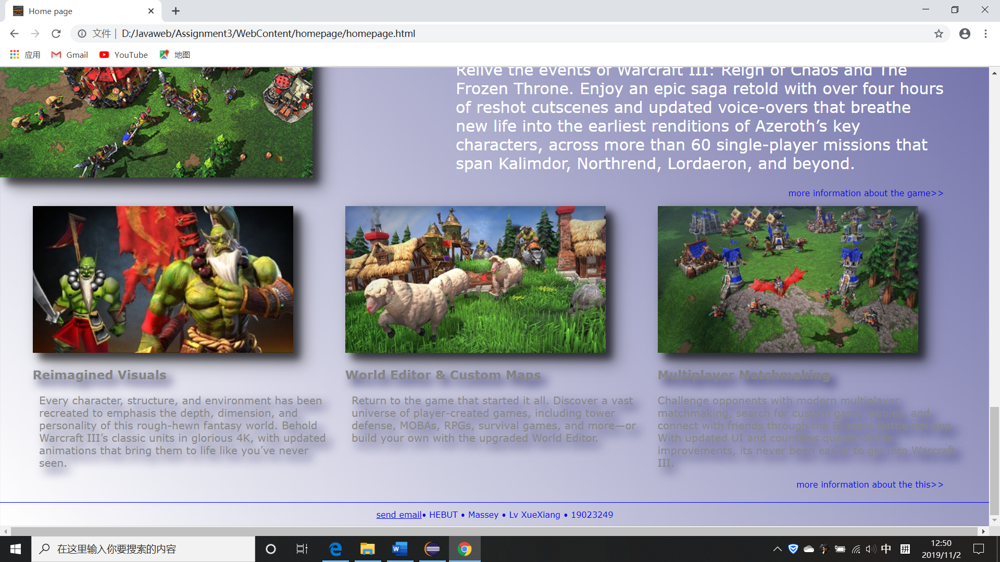 Home page
文件 | D:/Javaweb/Assignment3/WebContent/homepage/homepage.html
应用 Gmail YouTube 地图
Relive the events of Warcraft III: Reign of Chaos and The
Frozen Throne. Enjoy an epic saga retold with over four hours
of reshot cutscenes and updated voice-overs that breathe
new life into the earliest renditions of Azeroth’s key
characters, across more than 60 single-player missions that
span Kalimdor, Northrend, Lordaeron, and beyond.
more information about the game>>
Reimagined Visuals
Every character, structure, and environment has been
recreated to emphasis the depth, dimension, and
personality of this rough-hewn fantasy world. Behold
Warcraft III’s classic units in glorious 4K, with updated
animations that bring them to life like you’ve never
seen.
World Editor & Custom Maps
Return to the game that started it all. Discover a vast
universe of player-created games, including tower
defense, MOBAs, RPGs, survival games, and more—or
build your own with the upgraded World Editor.
Multiplayer Matchmaking
Challenge opponents with modern multiplayer
matchmaking, search for custom game lobbies, and
connect with friends through the Blizzard Battle.net app.
With updated UI and countless quality-of-life
improvements, its never been easier to get into Warcraft
III.
more information about the this>>
send email• HEBUT • Massey • Lv XueXiang • 19023249
在这里输入你要搜索的内容
中 拼
12:50
2019/11/2